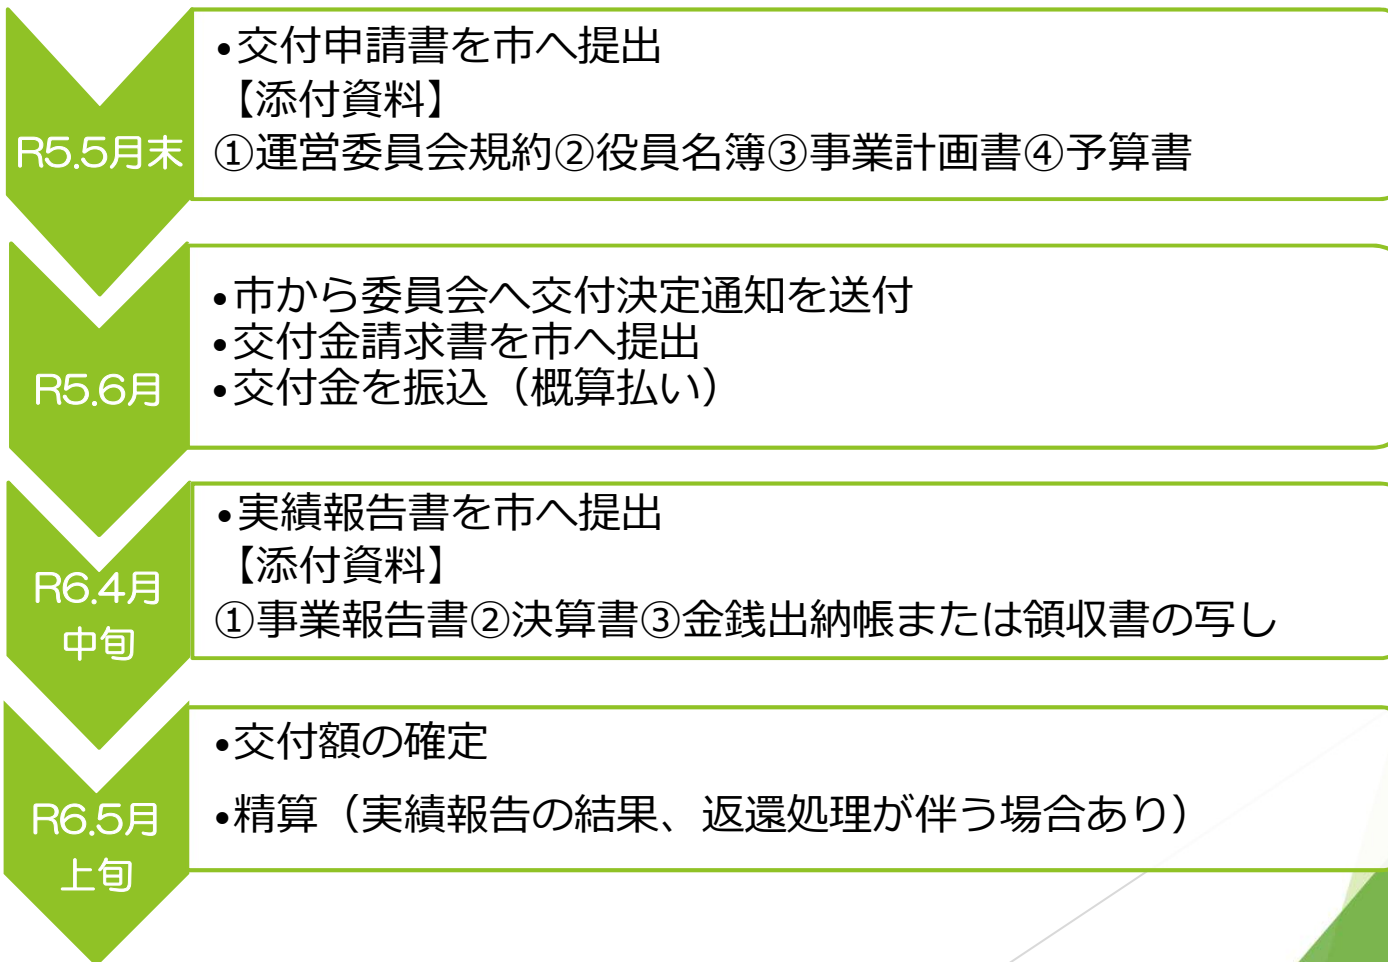 R5.5月末
•交付申請書を市へ提出
【添付資料】
①運営委員会規約②役員名簿③事業計画書④予算書
R5.6月
•市から委員会へ交付決定通知を送付
•交付金請求書を市へ提出
•交付金を振込（概算払い）
R6.4月
中旬
•実績報告書を市へ提出
【添付資料】
①事業報告書②決算書③金銭出納帳または領収書の写し
R6.5月
上旬
•交付額の確定
•精算（実績報告の結果、返還処理が伴う場合あり）